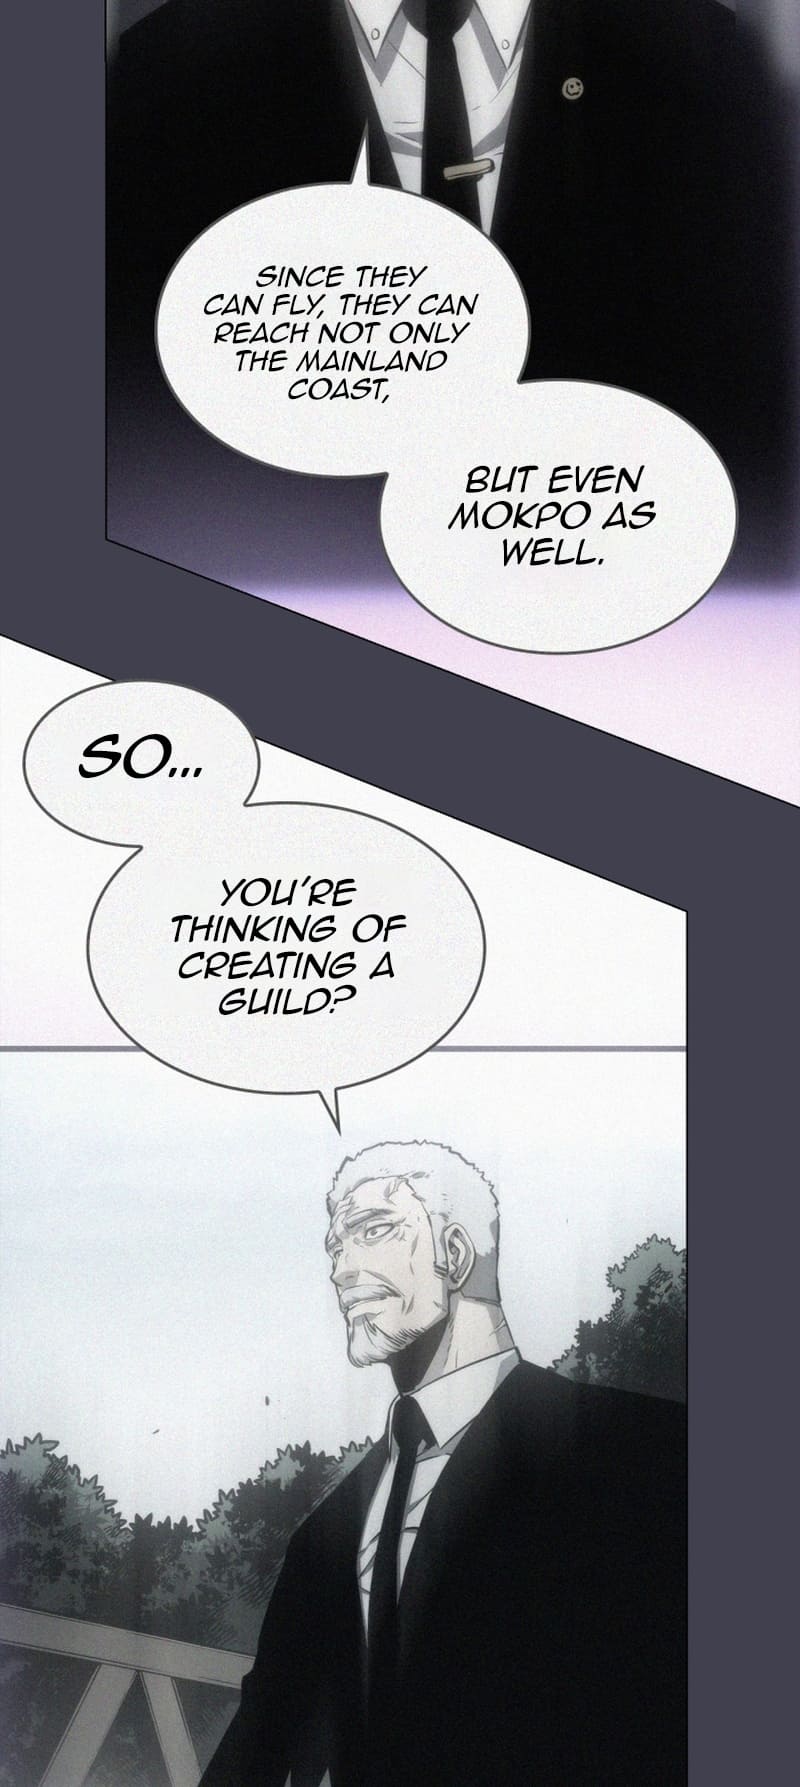 SINCE THEY
CAN FLY, THEY CAN
REACH NOT ONLY
THE MAINLAND
COAST,
BUT EVEN
MOKPO AS
WELL.
SO...
YOU'RE
THINKING OF
CREATING A
GUILD?